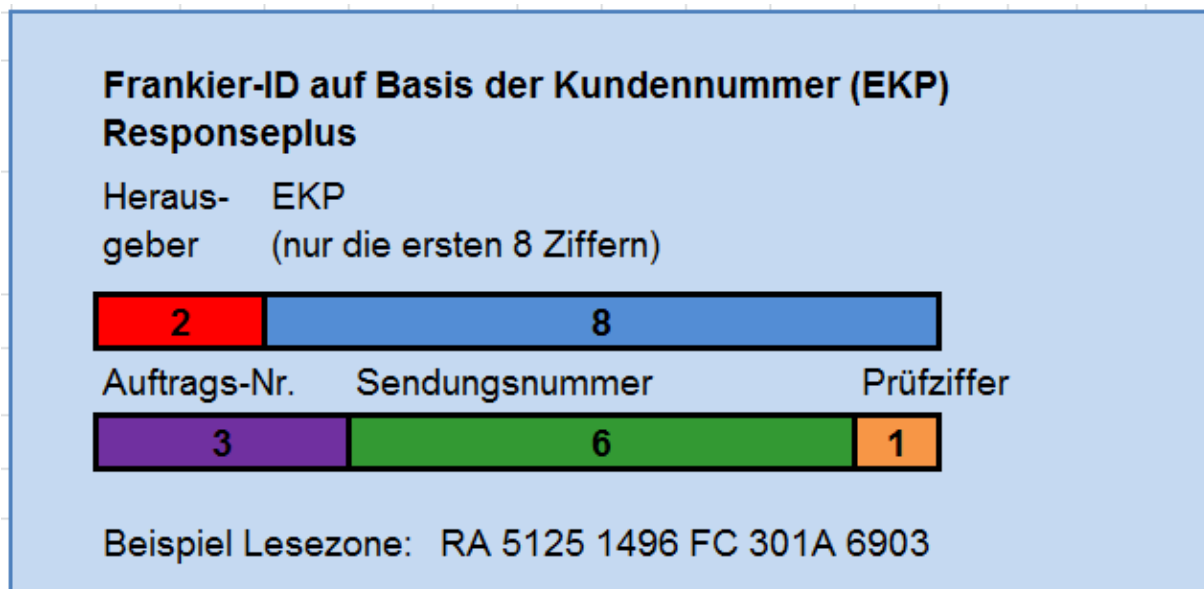 Frankier-ID auf Basis der Kundennummer (EKP)
Responseplus
Heraus- EKP
geber (nur die ersten 8 Ziffern)
2 8
Auftrags-Nr. Sendungsnummer Prüfziffer
3 6 1
Beispiel Lesezone: RA 5125 1496 FC 301A 6903